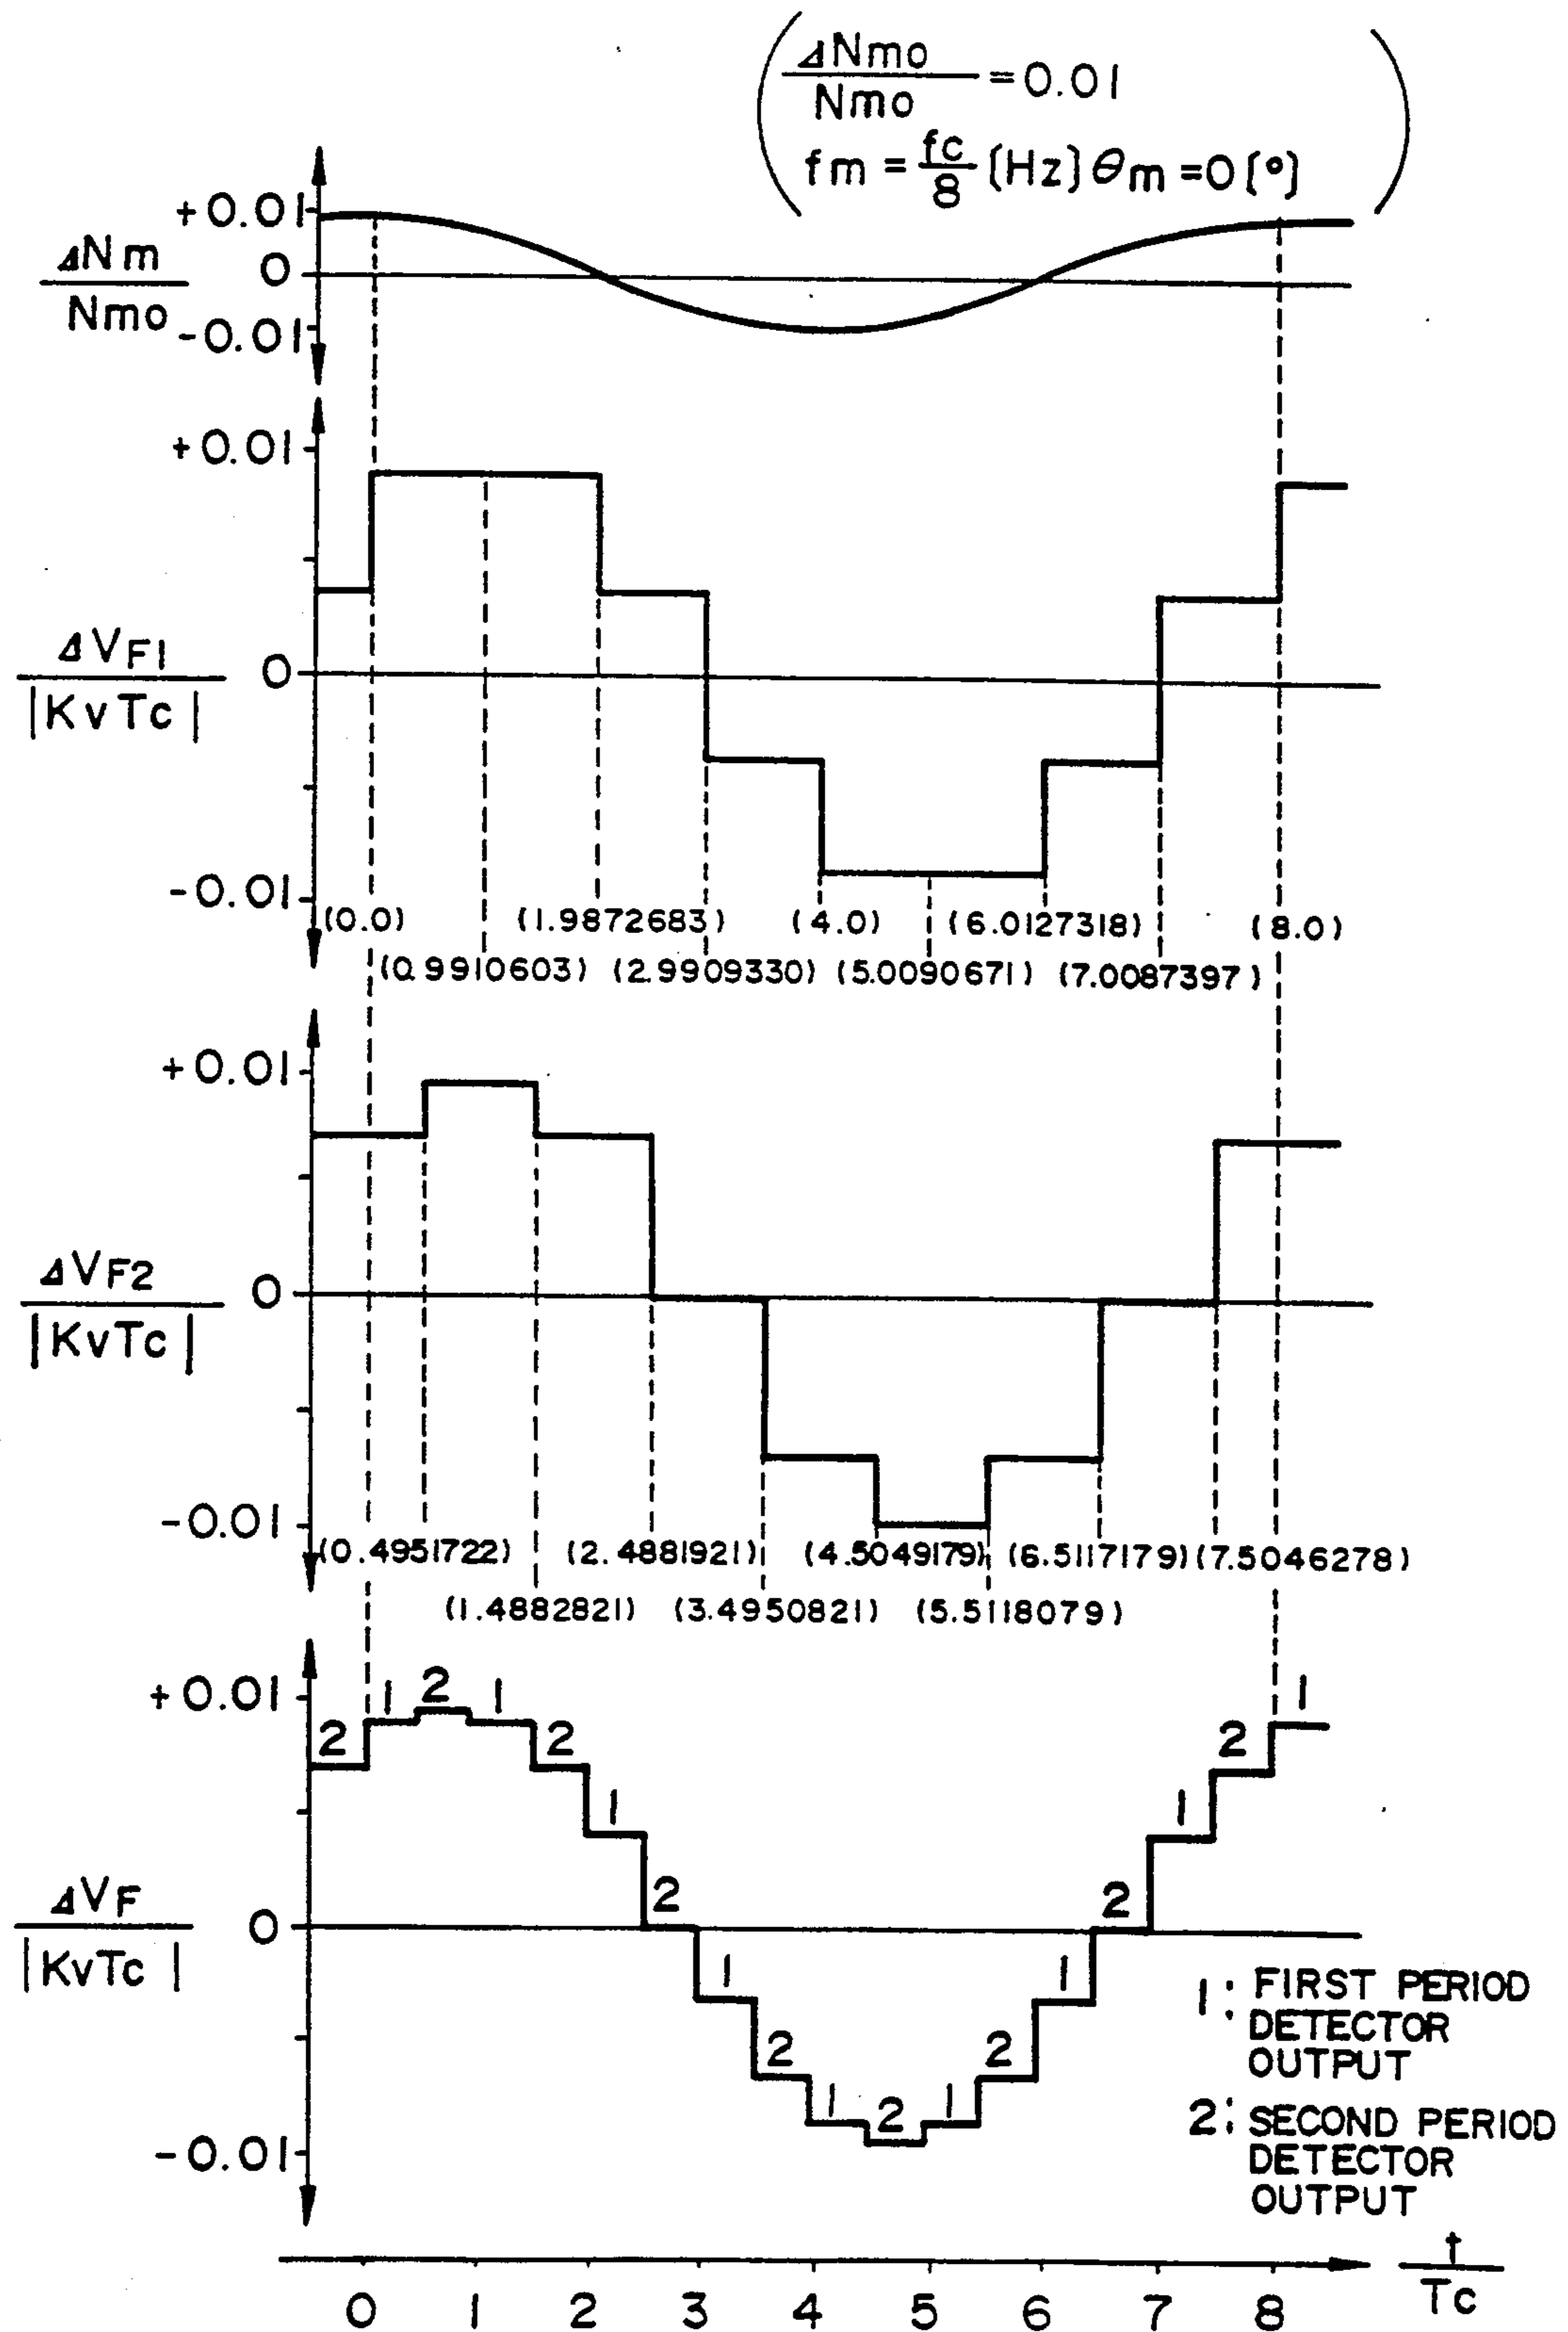 ΔNmo
Nmo
=0.01
fm = fc/8 (Hz) θm =0 (°)
+0.01
ΔNm
Nmo
0
-0.01
+0.01
ΔVF1
|KvTc|
0
-0.01
(0.0) (1.9872683) (4.0) (6.0127318) (8.0)
(0.9910603) (2.9909330) (5.0090671) (7.0087397)
+0.01
ΔVF2
|KvTc|
0
-0.01
(0.4951722) (2.4881921) (4.5049179) (6.5117179) (7.5046278)
(1.4882821) (3.4950821) (5.5118079)
+0.01
2 1 2 1 2 1 2 1 2 1 2 1 2 1 2 1 2 1 2 1
ΔVF
|KvTc|
0
-0.01
1: FIRST PERIOD
DETECTOR
OUTPUT
2: SECOND PERIOD
DETECTOR
OUTPUT
0 1 2 3 4 5 6 7 8
t
Tc